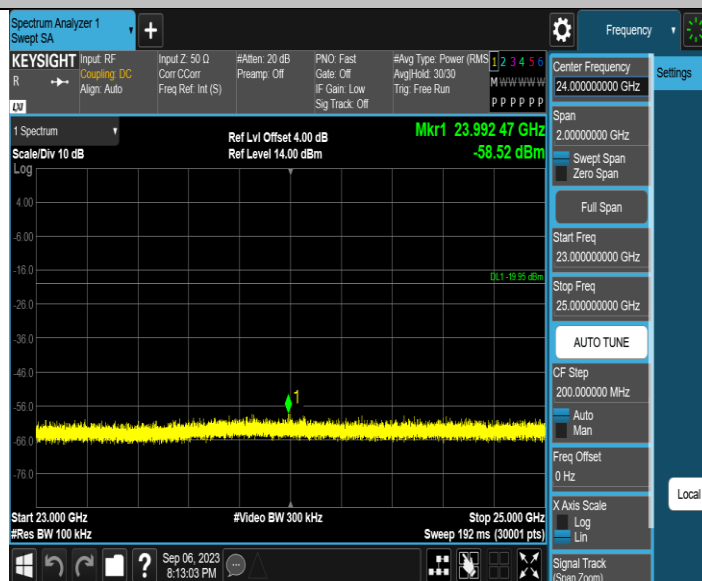 Spectrum Analyzer 1
Swept SA
+
Frequency
KEYSIGHT
R
LXI
Input: RF
Coupling: DC
Align: Auto
Input Z: 50 Ω
Corr CCorr
Freq Ref: Int (S)
#Atten: 20 dB
Preamp: Off
PNO: Fast
Gate: Off
IF Gain: Low
Sig Track: Off
#Avg Type: Power (RMS
Avg|Hold: 30/30
Trig: Free Run
1 2 3 4 5 6
M W W W W W
P P P P P P
1 Spectrum
Scale/Div 10 dB
Log
Ref Lvl Offset 4.00 dB
Ref Level 14.00 dBm
Mkr1 23.992 47 GHz
-58.52 dBm
4.00
-6.00
-16.0
DL1 -19.95 dBm
-26.0
-36.0
-46.0
1
-56.0
-66.0
-76.0
Start 23.000 GHz
#Res BW 100 kHz
#Video BW 300 kHz
Stop 25.000 GHz
Sweep 192 ms (30001 pts)
?
Sep 06, 2023
8:13:03 PM
Center Frequency
24.00000000 GHz
Span
2.00000000 GHz
Swept Span
Zero Span
Full Span
Start Freq
23.000000000 GHz
Stop Freq
25.000000000 GHz
AUTO TUNE
CF Step
200.000000 MHz
Auto
Man
Freq Offset
0 Hz
X Axis Scale
Log
Lin
Signal Track
(Span Zoom)
Settings
Local